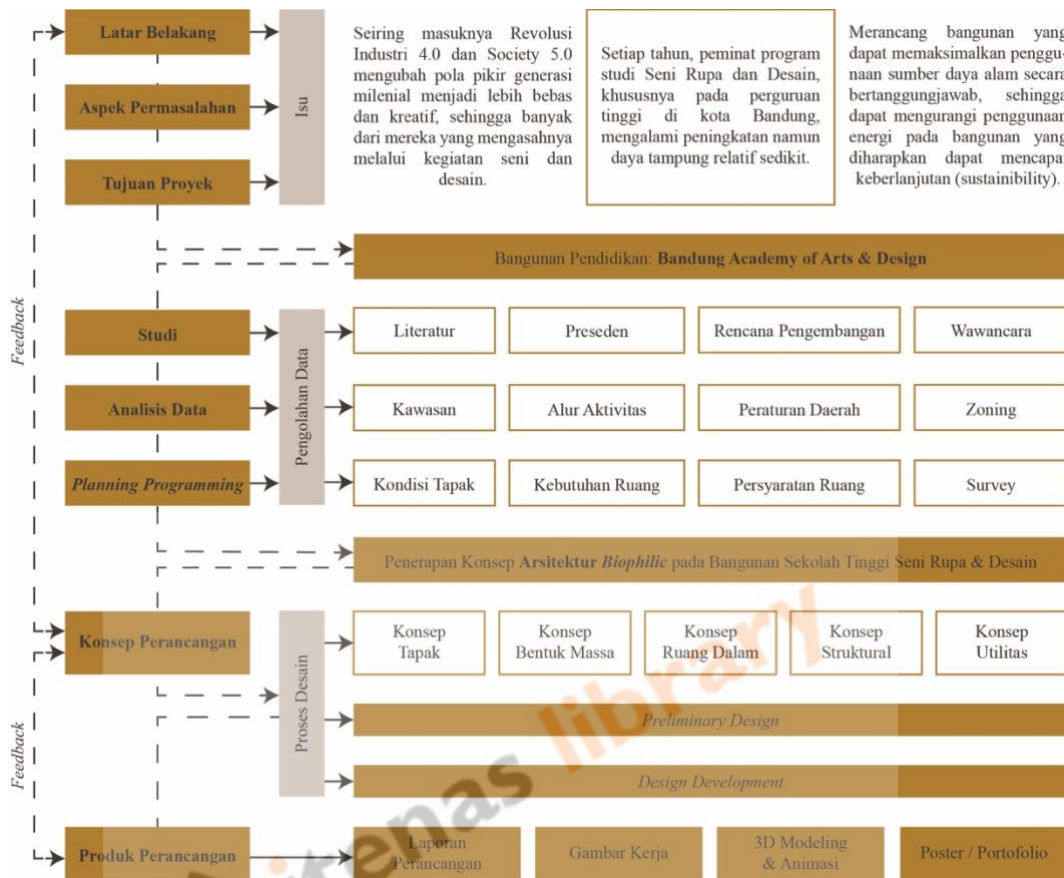 Latar Belakang
Aspek Permasalahan
Tujuan Proyek
Isu
Seiring masuknya Revolusi
Industri 4.0 dan Society 5.0
mengubah pola pikir generasi
milenial menjadi lebih bebas
dan kreatif, sehingga banyak
dari mereka yang mengasahnya
melalui kegiatan seni dan
desain.
Setiap tahun, peminat program
studi Seni Rupa dan Desain,
khususnya pada perguruan
tinggi di kota Bandung,
mengalami peningkatan namun
daya tampung relatif sedikit.
Merancang bangunan yang
dapat memaksimalkan penggu-
naan sumber daya alam secara
bertanggungjawab, sehingga
dapat mengurangi penggunaan
energi pada bangunan yang
diharapkan dapat mencapai
keberlanjutan (sustainibility).
Bangunan Pendidikan: Bandung Academy of Arts & Design
Feedback
Studi
Analisis Data
Planning Programming
Pengolahan Data
Literatur
Preseden
Rencana Pengembangan
Wawancara
Kawasan
Alur Aktivitas
Peraturan Daerah
Zoning
Kondisi Tapak
Kebutuhan Ruang
Persyaratan Ruang
Survey
Penerapan Konsep Arsitektur Biophilic pada Bangunan Sekolah Tinggi Seni Rupa & Desain
Konsep Perancangan
Proses Desain
Konsep
Tapak
Konsep
Bentuk Massa
Konsep
Ruang Dalam
Konsep
Struktural
Konsep
Utilitas
Preliminary Design
Design Development
Feedback
Produk Perancangan
Laporan
Perancangan
Gambar Kerja
3D Modeling
& Animasi
Poster / Portofolio
itenas library